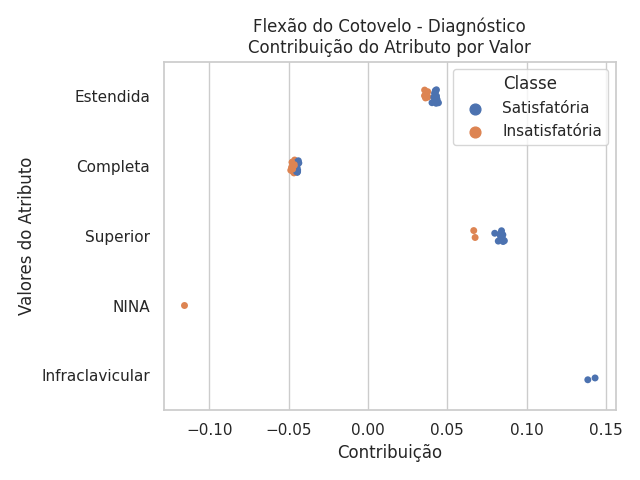 Flexão do Cotovelo - Diagnóstico
Contribuição do Atributo por Valor
Classe
Satisfatória
Insatisfatória
Valores do Atributo
Estendida
Completa
Superior
NINA
Infraclavicular
−0.10 −0.05 0.00 0.05 0.10 0.15
Contribuição